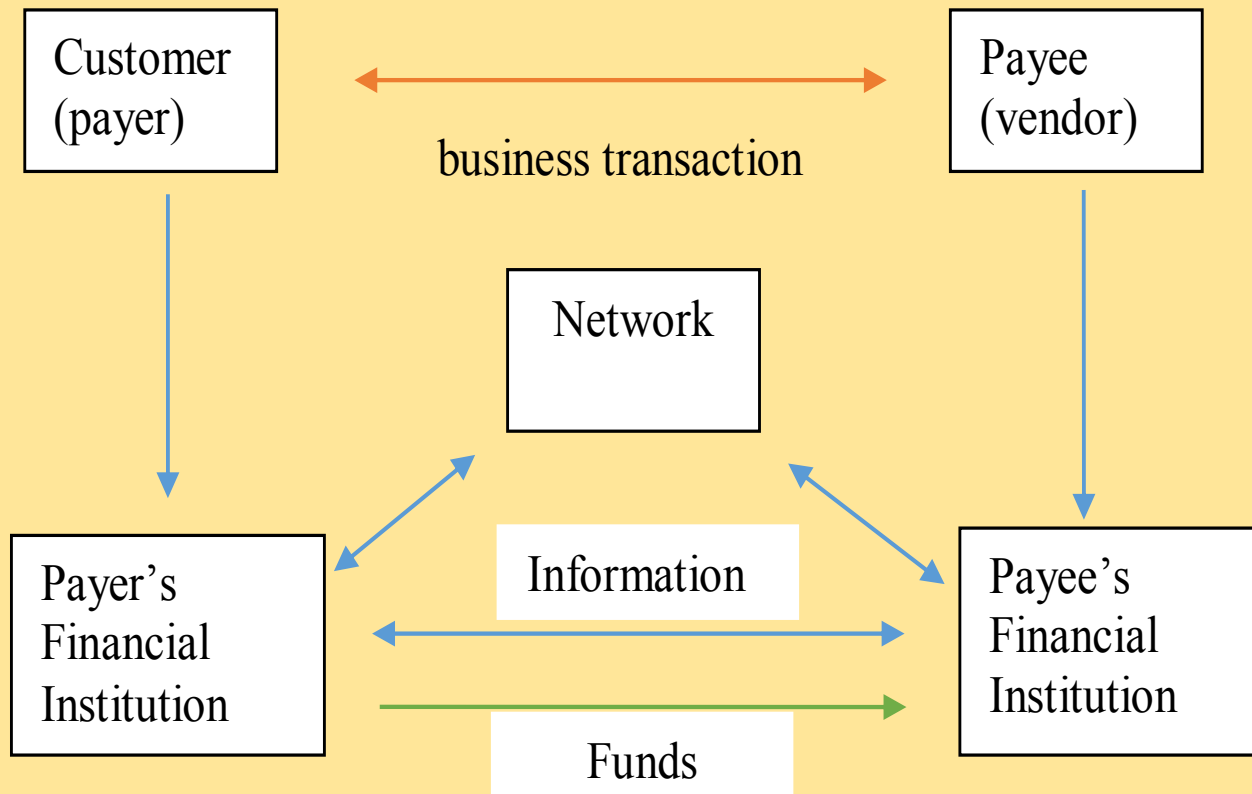 Customer
(payer)
Payee
(vendor)
business transaction
Network
Information
Payer’s
Financial
Institution
Payee’s
Financial
Institution
Funds